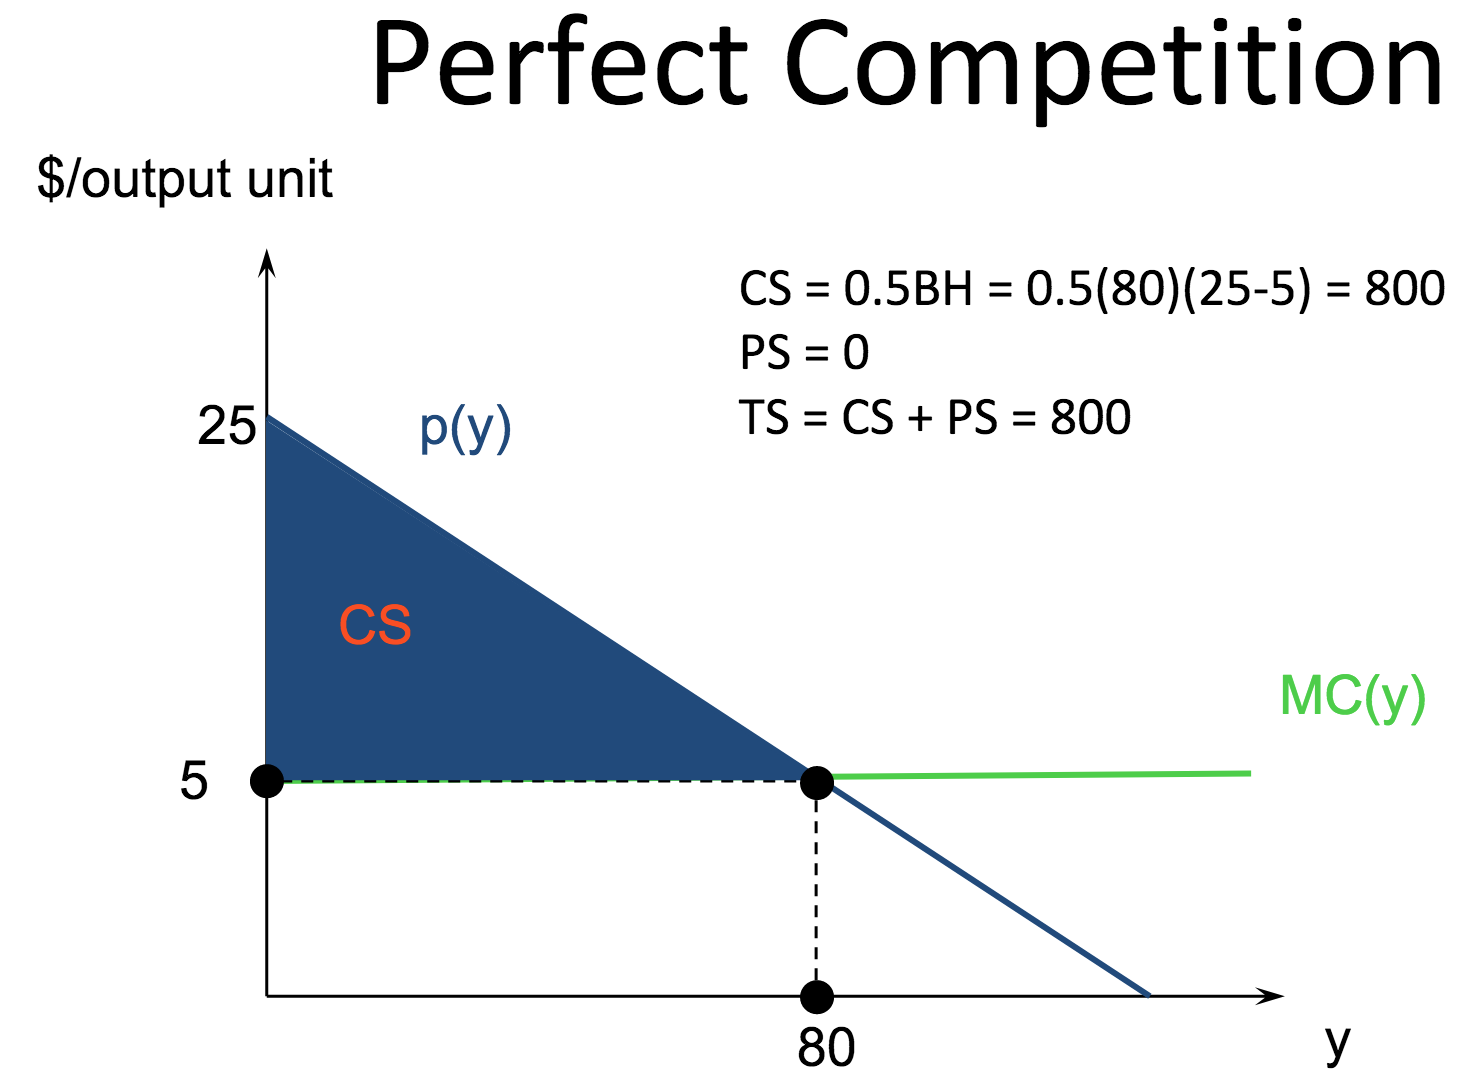 Perfect Competition
$/output unit
CS = 0.5BH = 0.5(80)(25-5) = 800
PS = 0
TS = CS + PS = 800
25
p(y)
CS
MC(y)
5
80
y